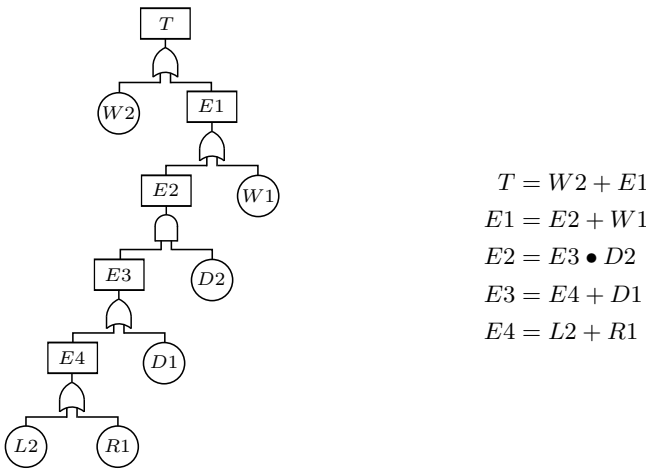 T
W2
E1
E2
W1
E3
D2
E4
D1
L2
R1
T = W2 + E1
E1 = E2 + W1
E2 = E3 • D2
E3 = E4 + D1
E4 = L2 + R1